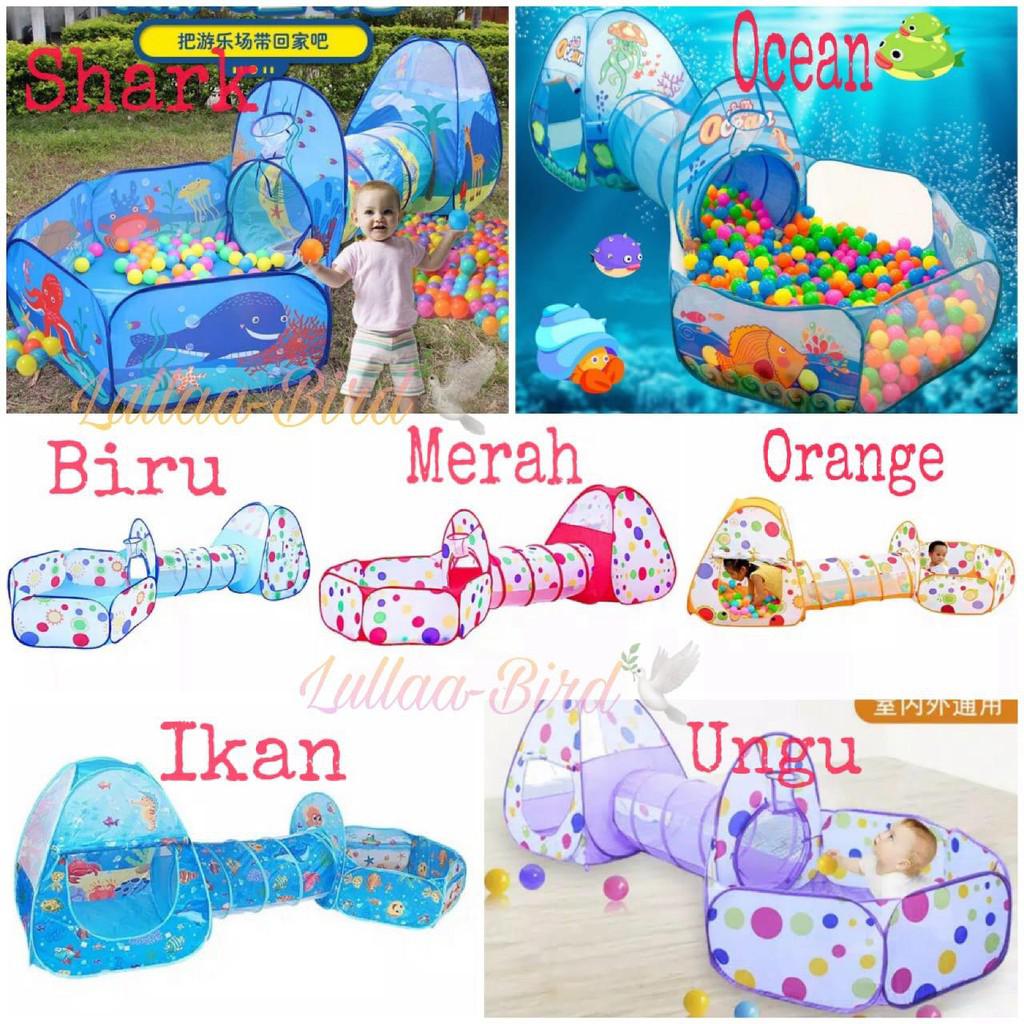 把游乐场带回家吧
Shark
Ocean
Ocean
Ocean
Lullaa-Bird
Biru
Merah
Orange
Lullaa-Bird
Ikan
Ungu
室内外通用